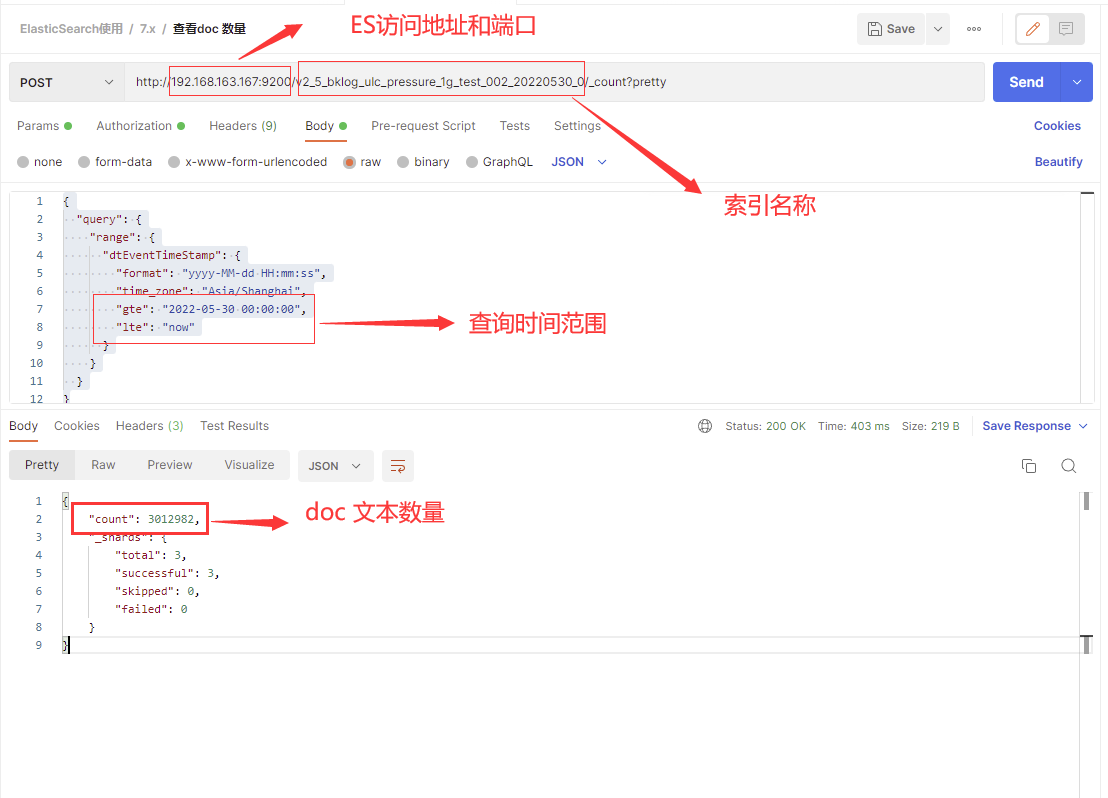 ElasticSearch使用 / 7.x / 查看doc 数量
ES访问地址和端口
Save
POST
http://192.168.163.167:9200/v2_5_bklog_ulc_pressure_1g_test_002_20220530_0/_count?pretty
Send
Params Authorization Headers (9) Body Pre-request Script Tests Settings Cookies
none form-data x-www-form-urlencoded raw binary GraphQL JSON Beautify
索引名称
1 {
2 "query": {
3 "range": {
4 "dtEventTimeStamp": {
5 "format": "yyyy-MM-dd HH:mm:ss",
6 "time_zone": "Asia/Shanghai",
7 "gte": "2022-05-30 00:00:00",
8 "lte": "now"
查询时间范围
9 }
10 }
11 }
12 }
Body Cookies Headers (3) Test Results Status: 200 OK Time: 403 ms Size: 219 B Save Response
Pretty Raw Preview Visualize JSON
1 {
2 "count": 3012982,
doc 文本数量
3 "_shards": {
4 "total": 3,
5 "successful": 3,
6 "skipped": 0,
7 "failed": 0
8 }
9 }